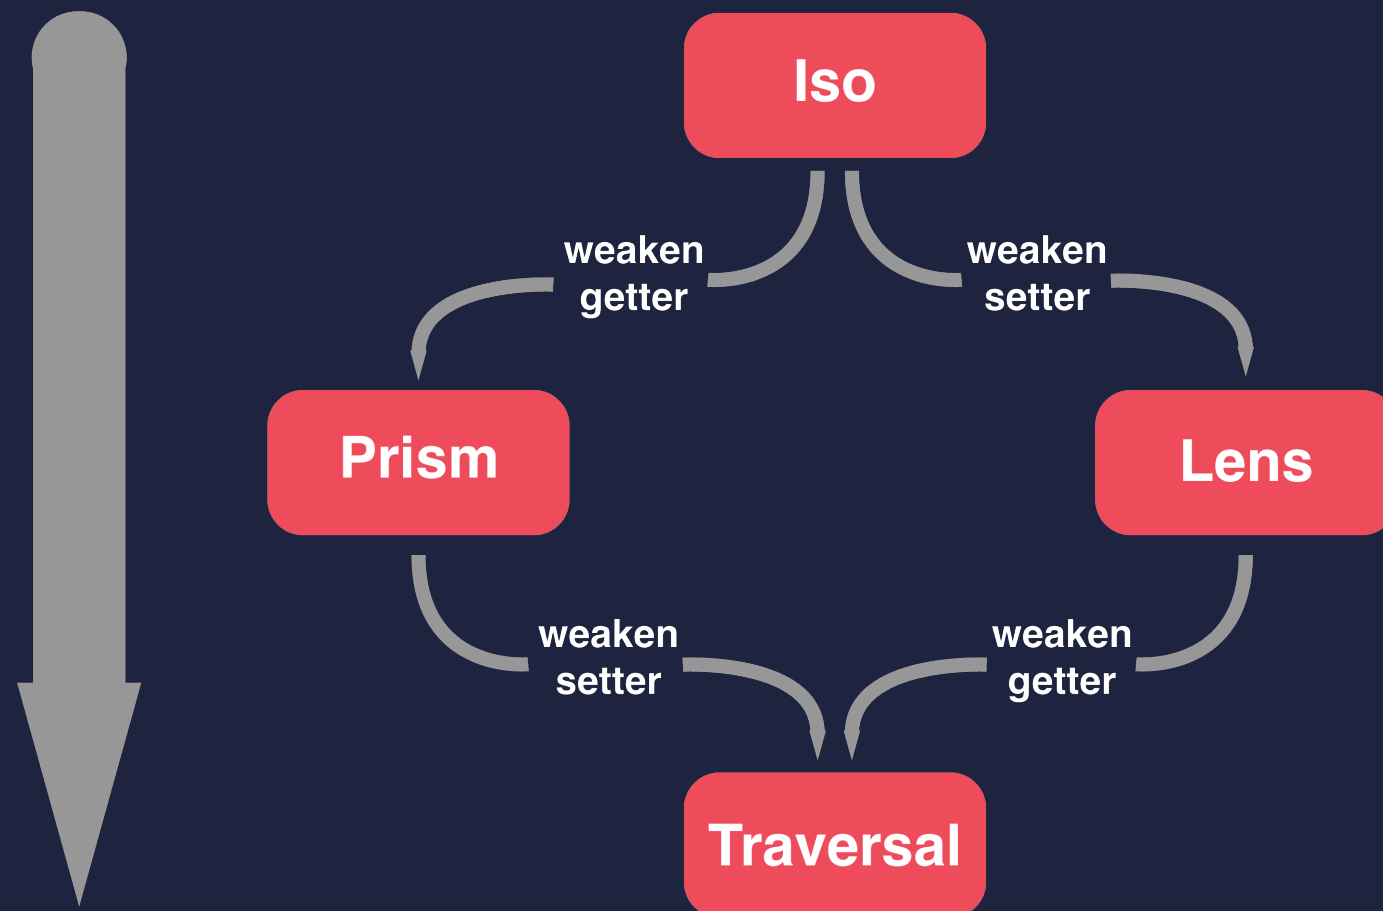 Iso
weaken
getter
weaken
setter
Prism
Lens
weaken
setter
weaken
getter
Traversal